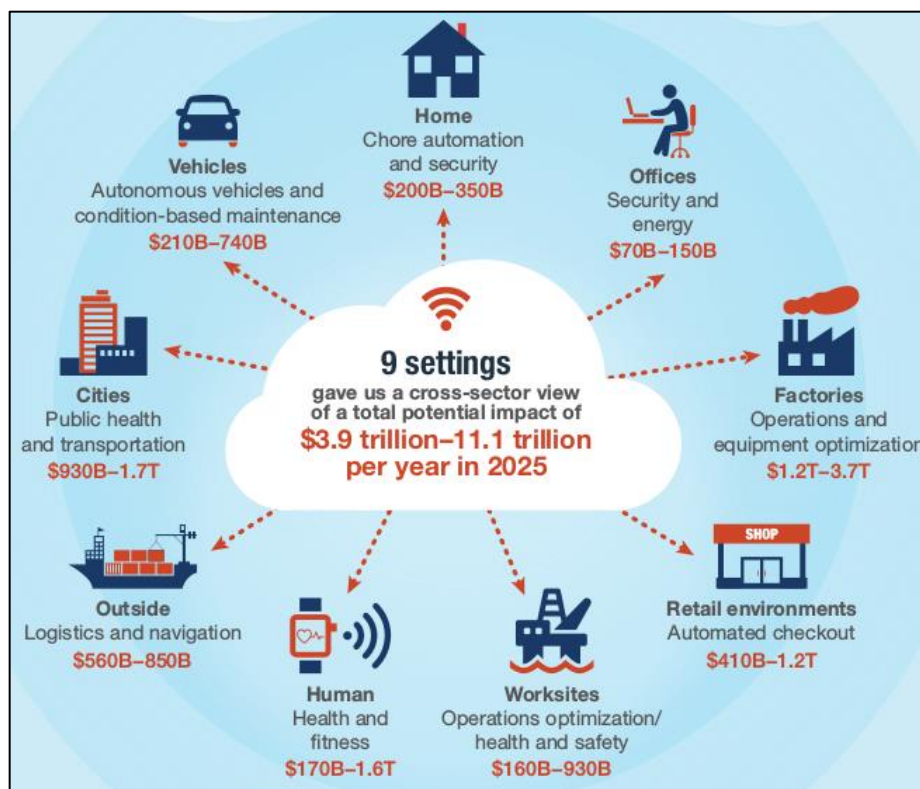 Home
Chore automation
and security
$200B–350B
Vehicles
Autonomous vehicles and
condition-based maintenance
$210B–740B
Offices
Security and
energy
$70B–150B
9 settings
gave us a cross-sector view
of a total potential impact of
$3.9 trillion–11.1 trillion
per year in 2025
Cities
Public health
and transportation
$930B–1.7T
Factories
Operations and
equipment optimization
$1.2T–3.7T
Outside
Logistics and navigation
$560B–850B
SHOP
Retail environments
Automated checkout
$410B–1.2T
Human
Health and
fitness
$170B–1.6T
Worksites
Operations optimization/
health and safety
$160B–930B